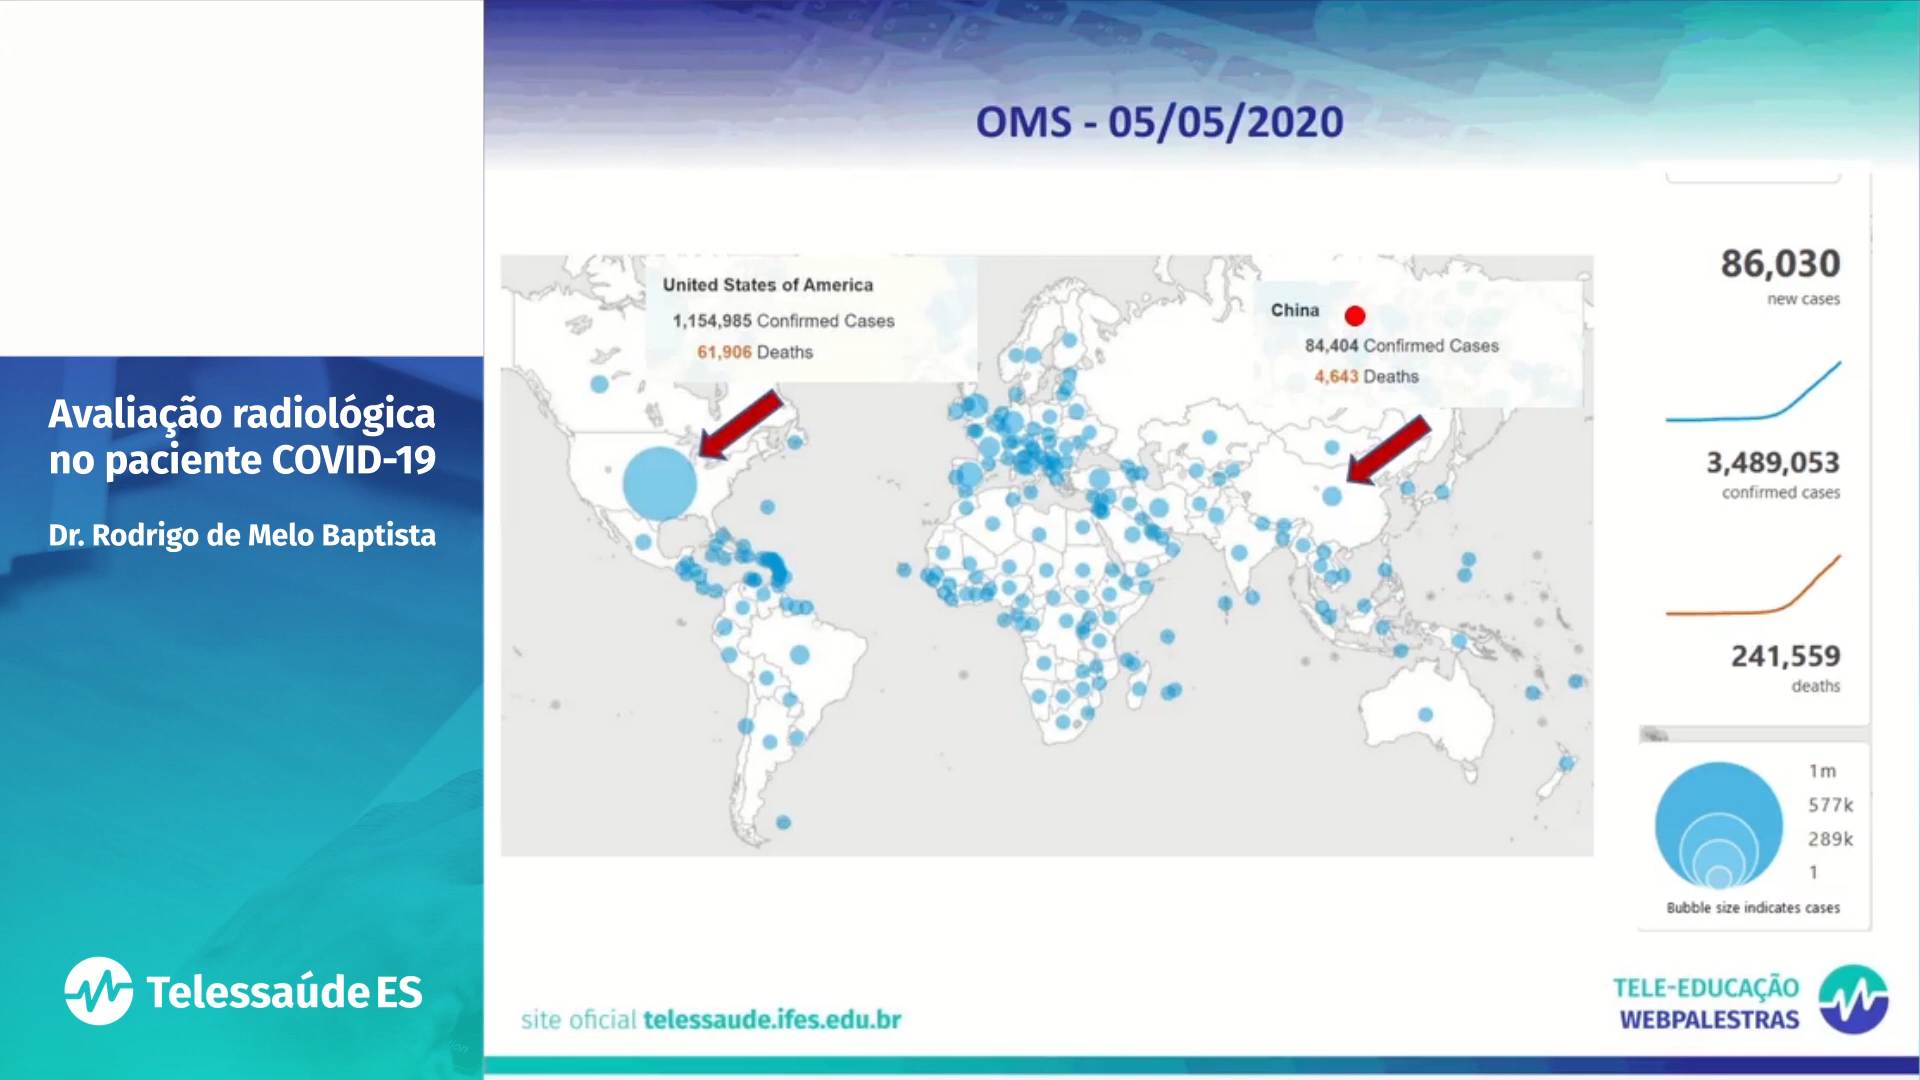 Avaliação radiológica
no paciente COVID-19
Dr. Rodrigo de Melo Baptista
Telessaúde ES
OMS - 05/05/2020
United States of America
1,154,985 Confirmed Cases
61,906 Deaths
China
84,404 Confirmed Cases
4,643 Deaths
86,030
new cases
3,489,053
confirmed cases
241,559
deaths
1m
577k
289k
1
Bubble size indicates cases
site oficial telessaude.ifes.edu.br
TELE-EDUCAÇÃO
WEBPALESTRAS